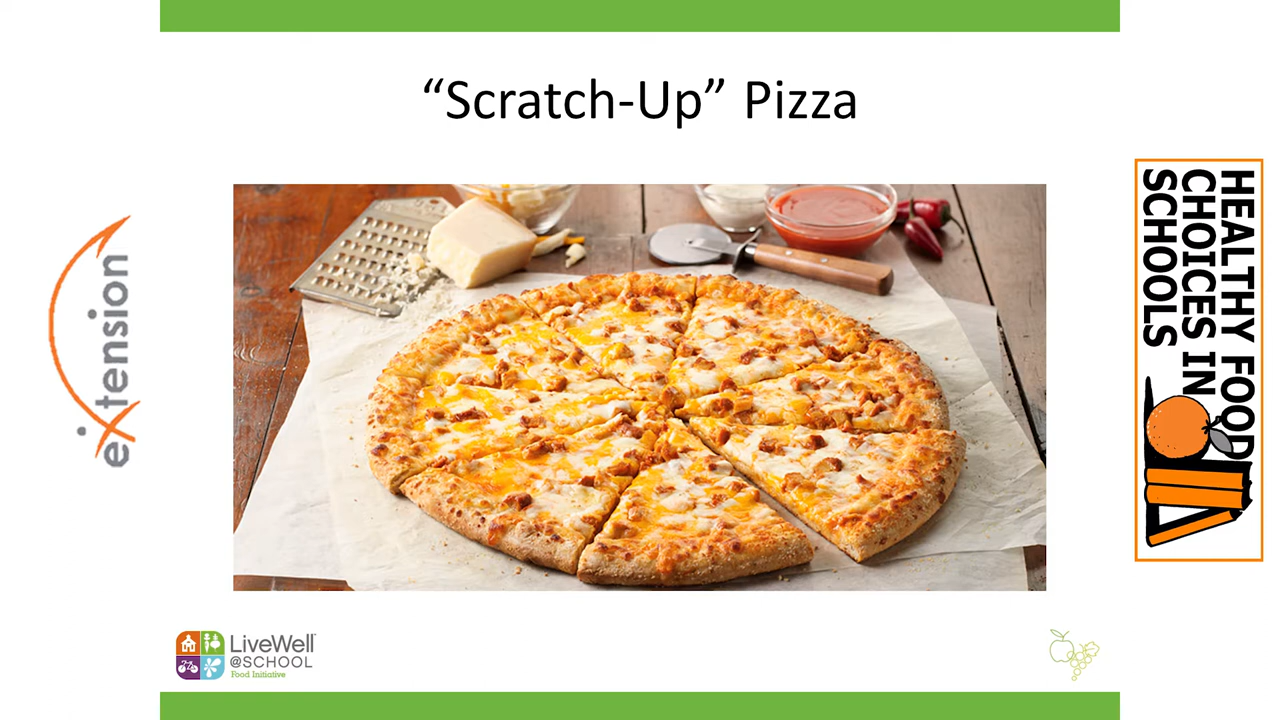 “Scratch-Up” Pizza
eXtension
HEALTHY FOOD
CHOICES IN
SCHOOLS
LiveWell
@SCHOOL
Food Initiative